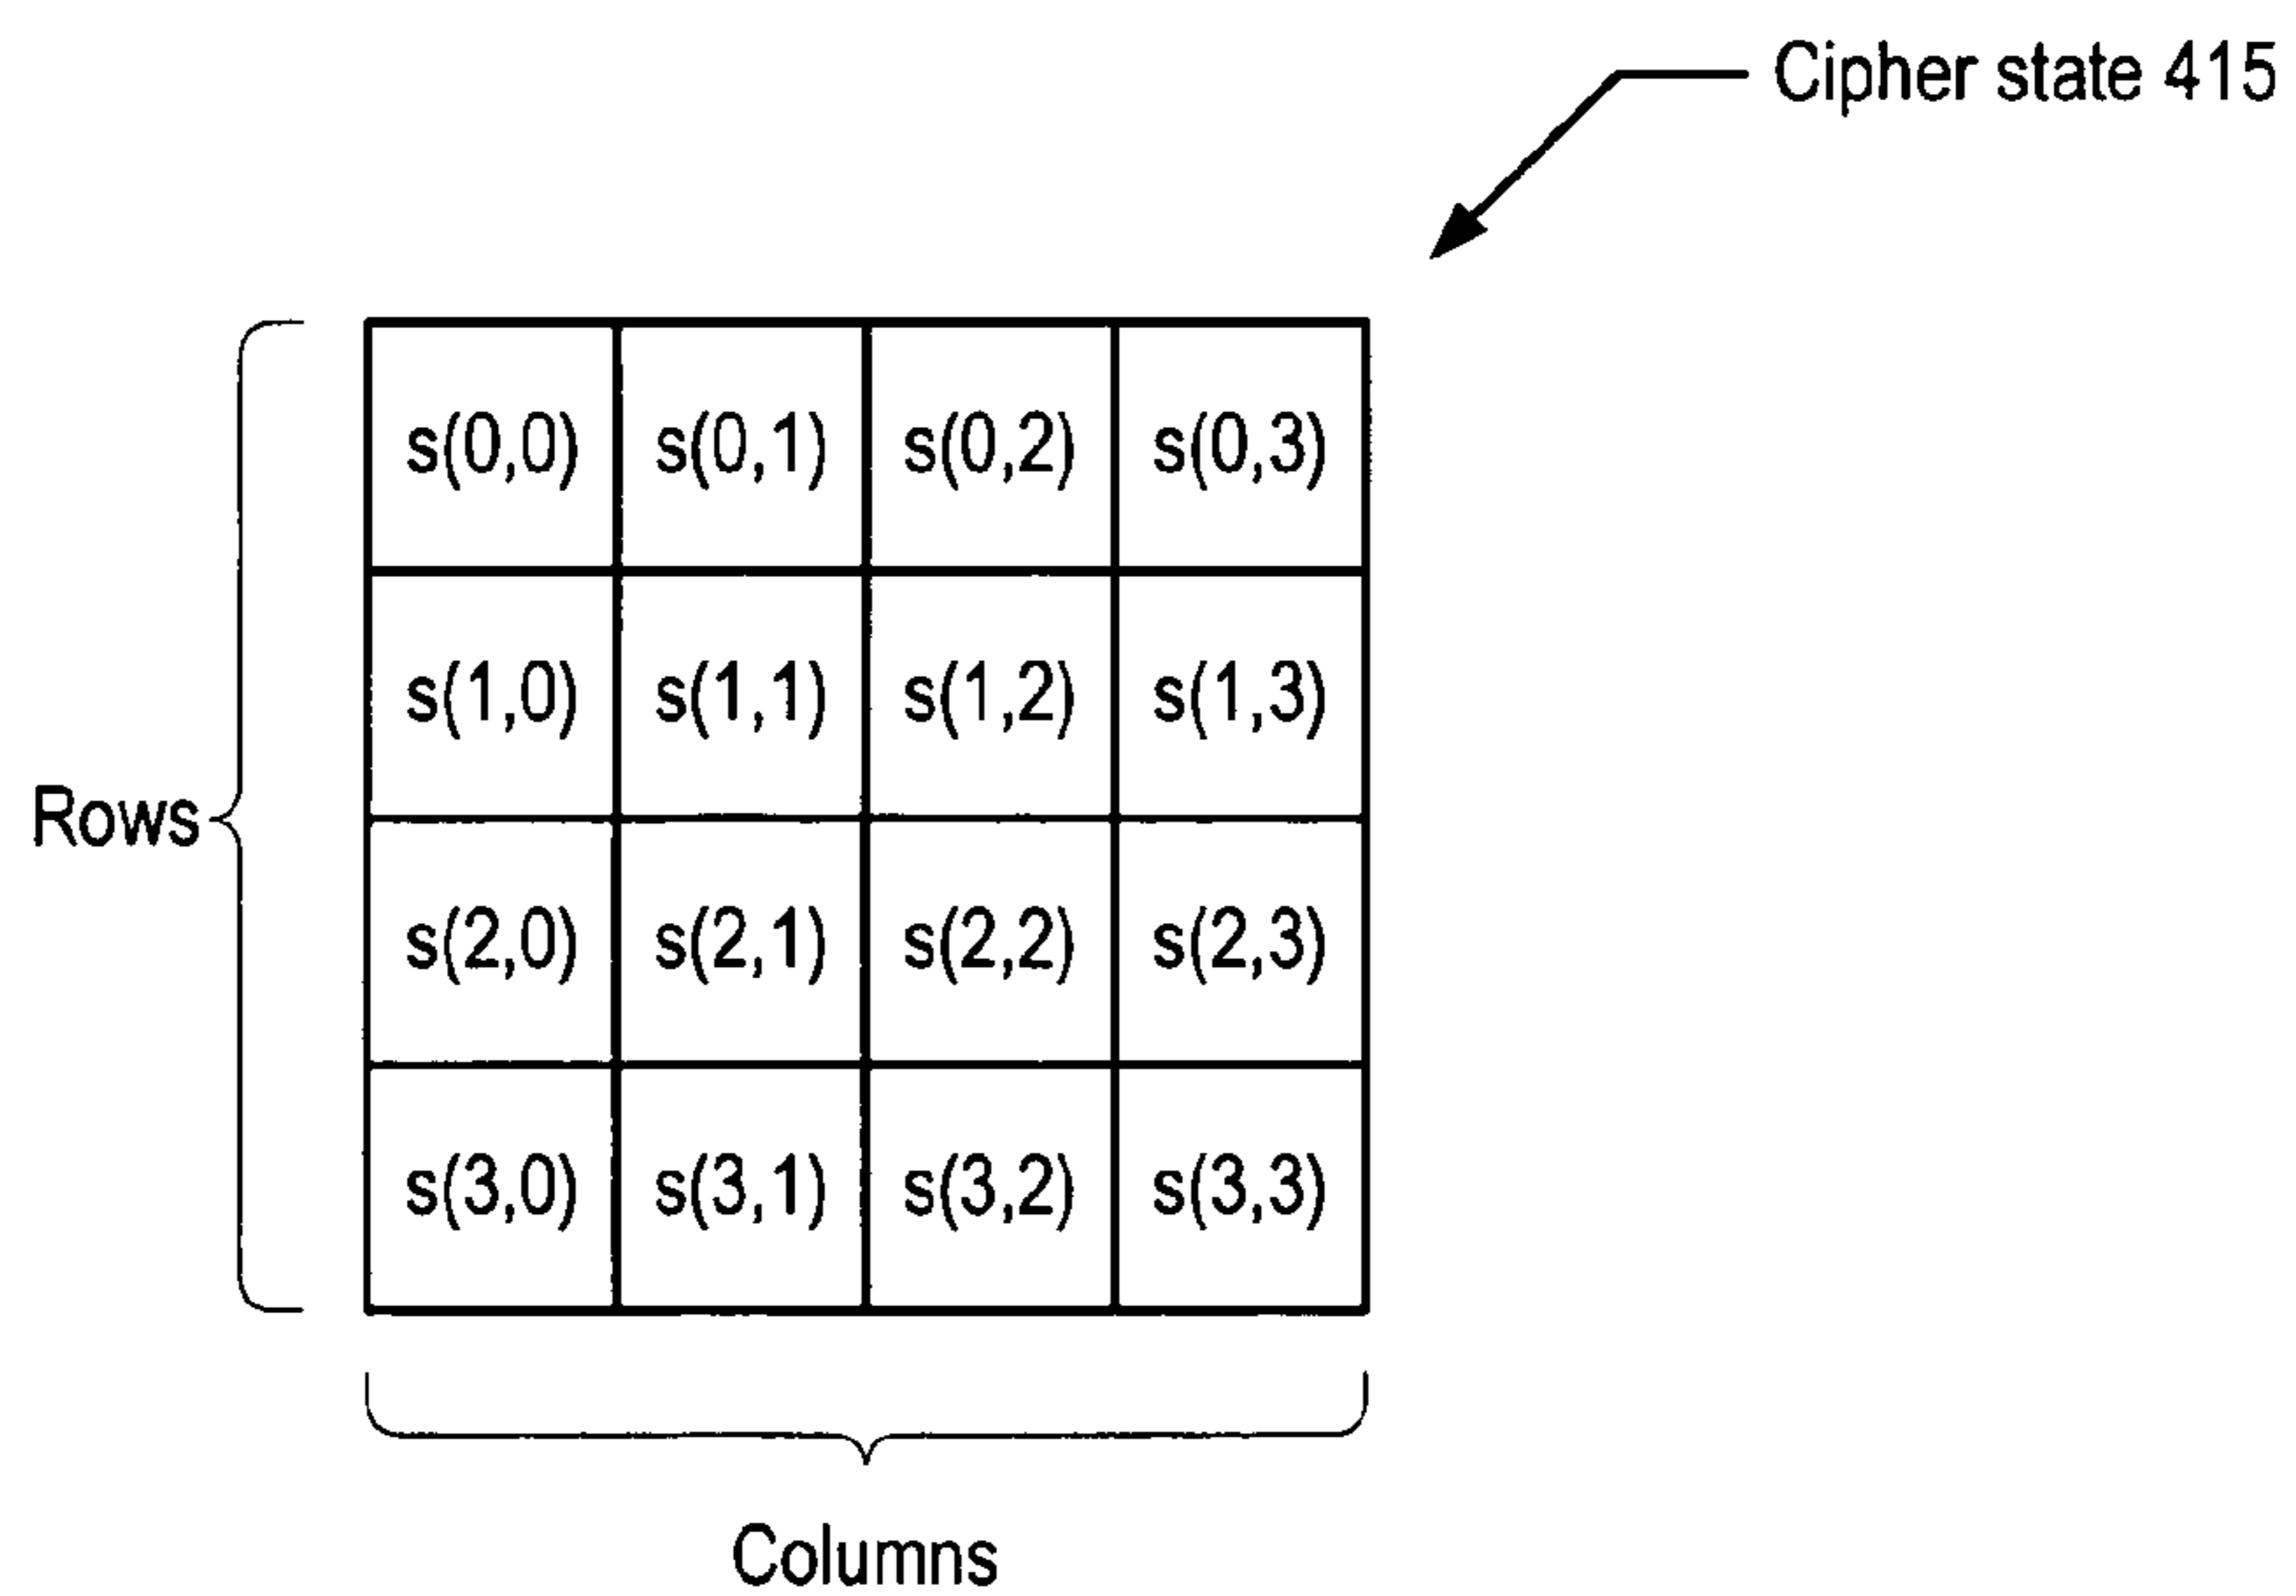 Cipher state 415
s(0,0) s(0,1) s(0,2) s(0,3)
s(1,0) s(1,1) s(1,2) s(1,3)
Rows
s(2,0) s(2,1) s(2,2) s(2,3)
s(3,0) s(3,1) s(3,2) s(3,3)
Columns